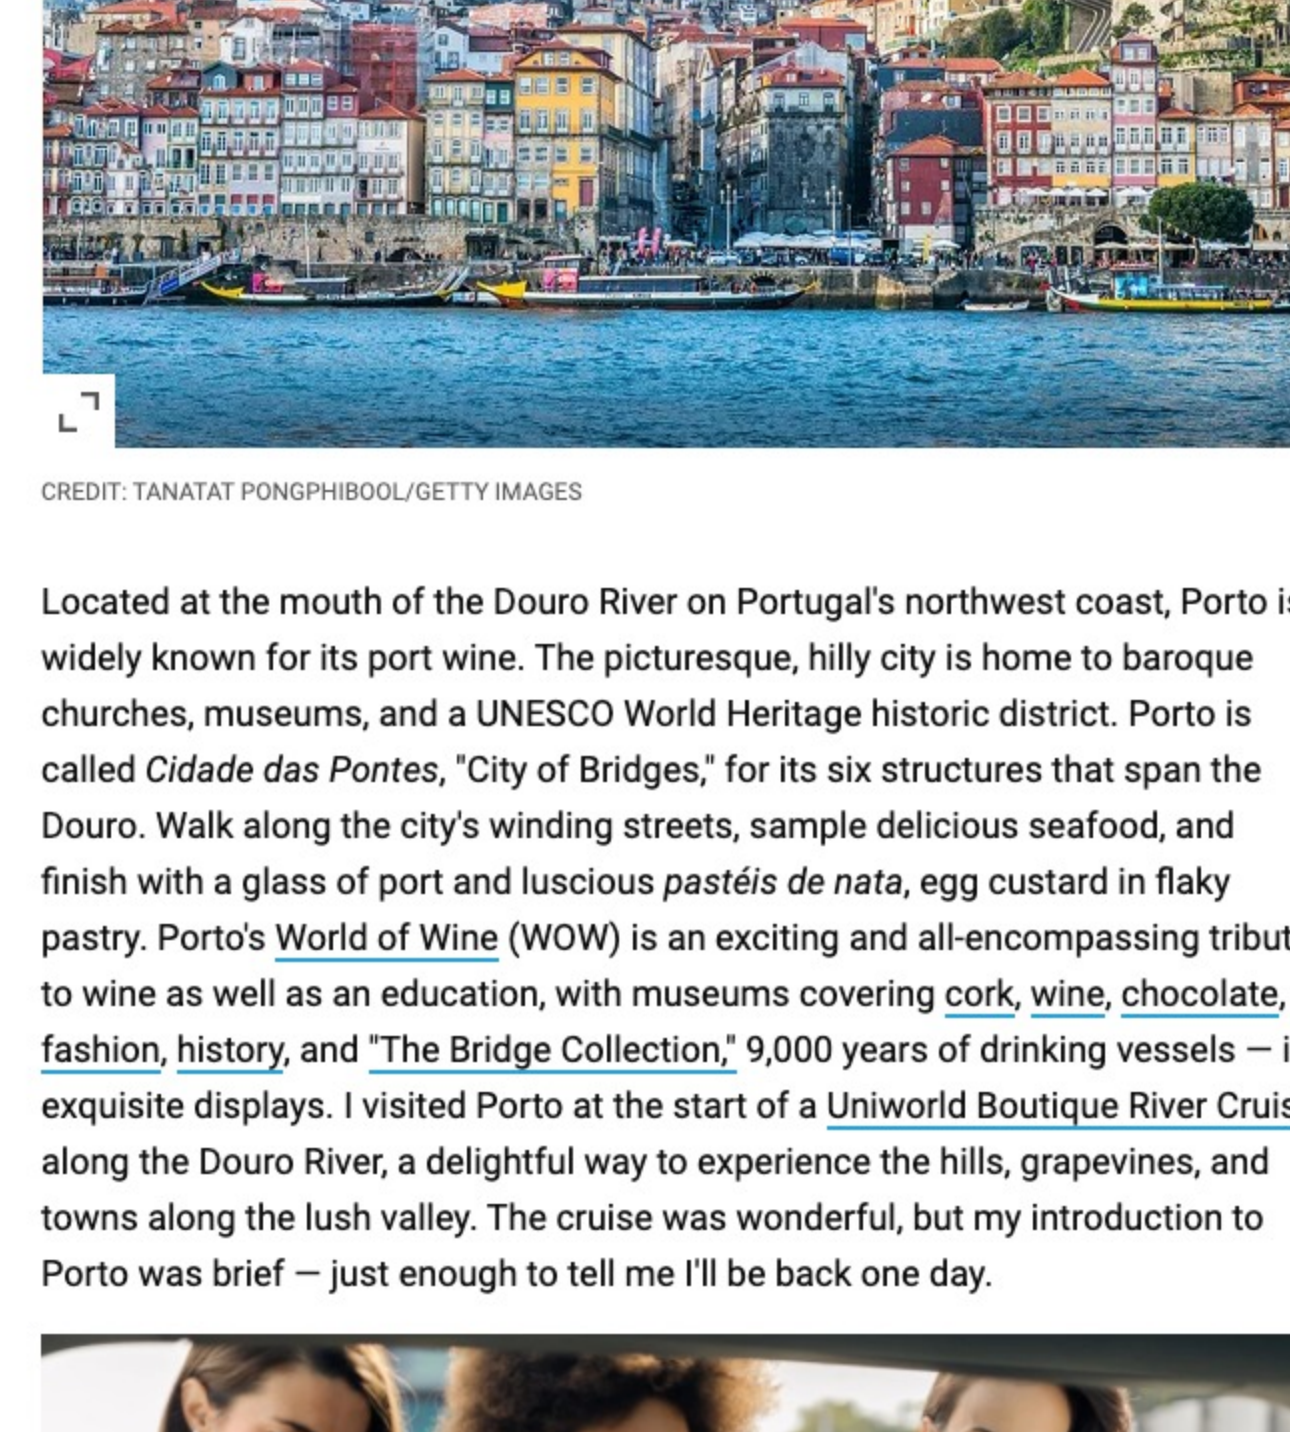 CREDIT: TANATAT PONGPHIBOOL/GETTY IMAGES
Located at the mouth of the Douro River on Portugal's northwest coast, Porto is
widely known for its port wine. The picturesque, hilly city is home to baroque
churches, museums, and a UNESCO World Heritage historic district. Porto is
called Cidade das Pontes, "City of Bridges," for its six structures that span the
Douro. Walk along the city's winding streets, sample delicious seafood, and
finish with a glass of port and luscious pastéis de nata, egg custard in flaky
pastry. Porto's World of Wine (WOW) is an exciting and all-encompassing tribut
to wine as well as an education, with museums covering cork, wine, chocolate,
fashion, history, and "The Bridge Collection," 9,000 years of drinking vessels — i
exquisite displays. I visited Porto at the start of a Uniworld Boutique River Cruis
along the Douro River, a delightful way to experience the hills, grapevines, and
towns along the lush valley. The cruise was wonderful, but my introduction to
Porto was brief — just enough to tell me I'll be back one day.